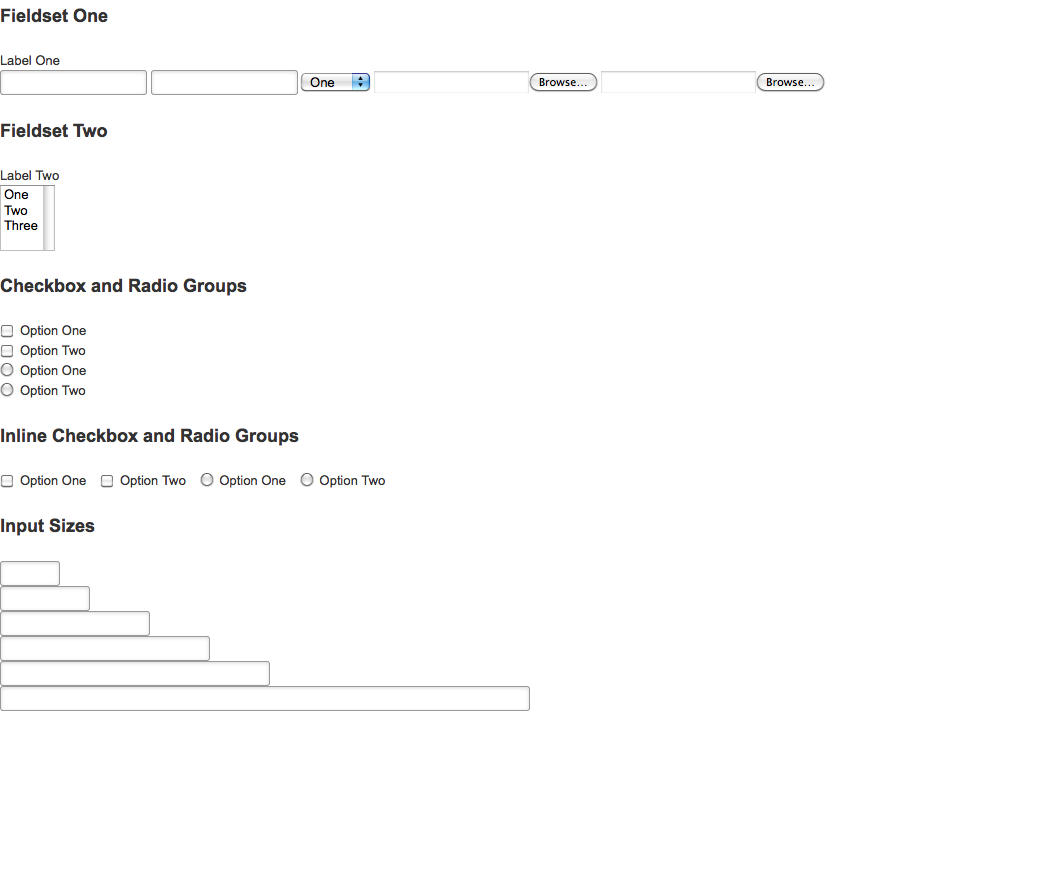 Fieldset One
Label One
One Browse... Browse...
Fieldset Two
Label Two
One
Two
Three
Checkbox and Radio Groups
Option One
Option Two
Option One
Option Two
Inline Checkbox and Radio Groups
Option One Option Two Option One Option Two
Input Sizes